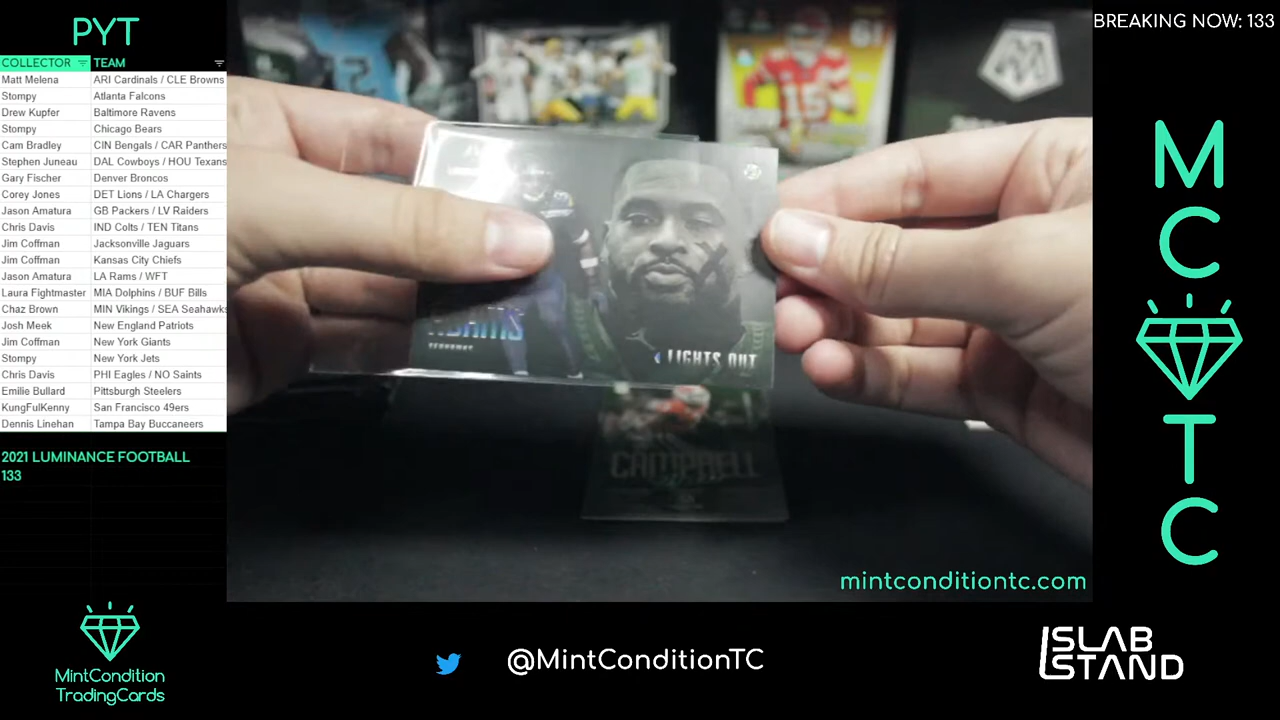 PYT
BREAKING NOW: 133
COLLECTOR TEAM
Matt Melena ARI Cardinals / CLE Browns
Stompy Atlanta Falcons
Drew Kupfer Baltimore Ravens
Stompy Chicago Bears
Cam Bradley CIN Bengals / CAR Panthers
Stephen Juneau DAL Cowboys / HOU Texans
Gary Fischer Denver Broncos
Corey Jones DET Lions / LA Chargers
Jason Amatura GB Packers / LV Raiders
Chris Davis IND Colts / TEN Titans
Jim Coffman Jacksonville Jaguars
Jim Coffman Kansas City Chiefs
Jason Amatura LA Rams / WFT
Laura Fightmaster MIA Dolphins / BUF Bills
Chaz Brown MIN Vikings / SEA Seahawks
Josh Meek New England Patriots
Jim Coffman New York Giants
Stompy New York Jets
Chris Davis PHI Eagles / NO Saints
Emilie Bullard Pittsburgh Steelers
KungFulKenny San Francisco 49ers
Dennis Linehan Tampa Bay Buccaneers
2021 LUMINANCE FOOTBALL
133
61
15
ADAMS
SEAHAWKS
LIGHTS OUT
CAMPBELL
mintconditiontc.com
M
C
T
C
MintCondition
TradingCards
@MintConditionTC
SLAB
STAND